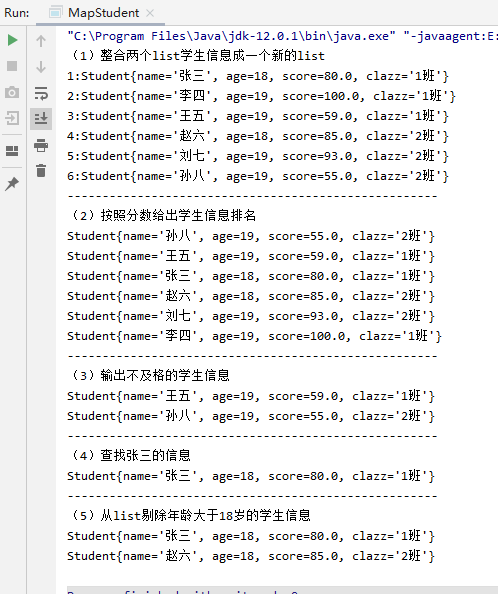 Run: MapStudent ×
"C:\Program Files\Java\jdk-12.0.1\bin\java.exe" "-javaagent:E:
（1）整合两个list学生信息成一个新的list
1:Student{name='张三', age=18, score=80.0, clazz='1班'}
2:Student{name='李四', age=19, score=100.0, clazz='1班'}
3:Student{name='王五', age=19, score=59.0, clazz='1班'}
4:Student{name='赵六', age=18, score=85.0, clazz='2班'}
5:Student{name='刘七', age=19, score=93.0, clazz='2班'}
6:Student{name='孙八', age=19, score=55.0, clazz='2班'}
--------------------------------------------------
（2）按照分数给出学生信息排名
Student{name='孙八', age=19, score=55.0, clazz='2班'}
Student{name='王五', age=19, score=59.0, clazz='1班'}
Student{name='张三', age=18, score=80.0, clazz='1班'}
Student{name='赵六', age=18, score=85.0, clazz='2班'}
Student{name='刘七', age=19, score=93.0, clazz='2班'}
Student{name='李四', age=19, score=100.0, clazz='1班'}
--------------------------------------------------
（3）输出不及格的学生信息
Student{name='王五', age=19, score=59.0, clazz='1班'}
Student{name='孙八', age=19, score=55.0, clazz='2班'}
--------------------------------------------------
（4）查找张三的信息
Student{name='张三', age=18, score=80.0, clazz='1班'}
--------------------------------------------------
（5）从list剔除年龄大于18岁的学生信息
Student{name='张三', age=18, score=80.0, clazz='1班'}
Student{name='赵六', age=18, score=85.0, clazz='2班'}